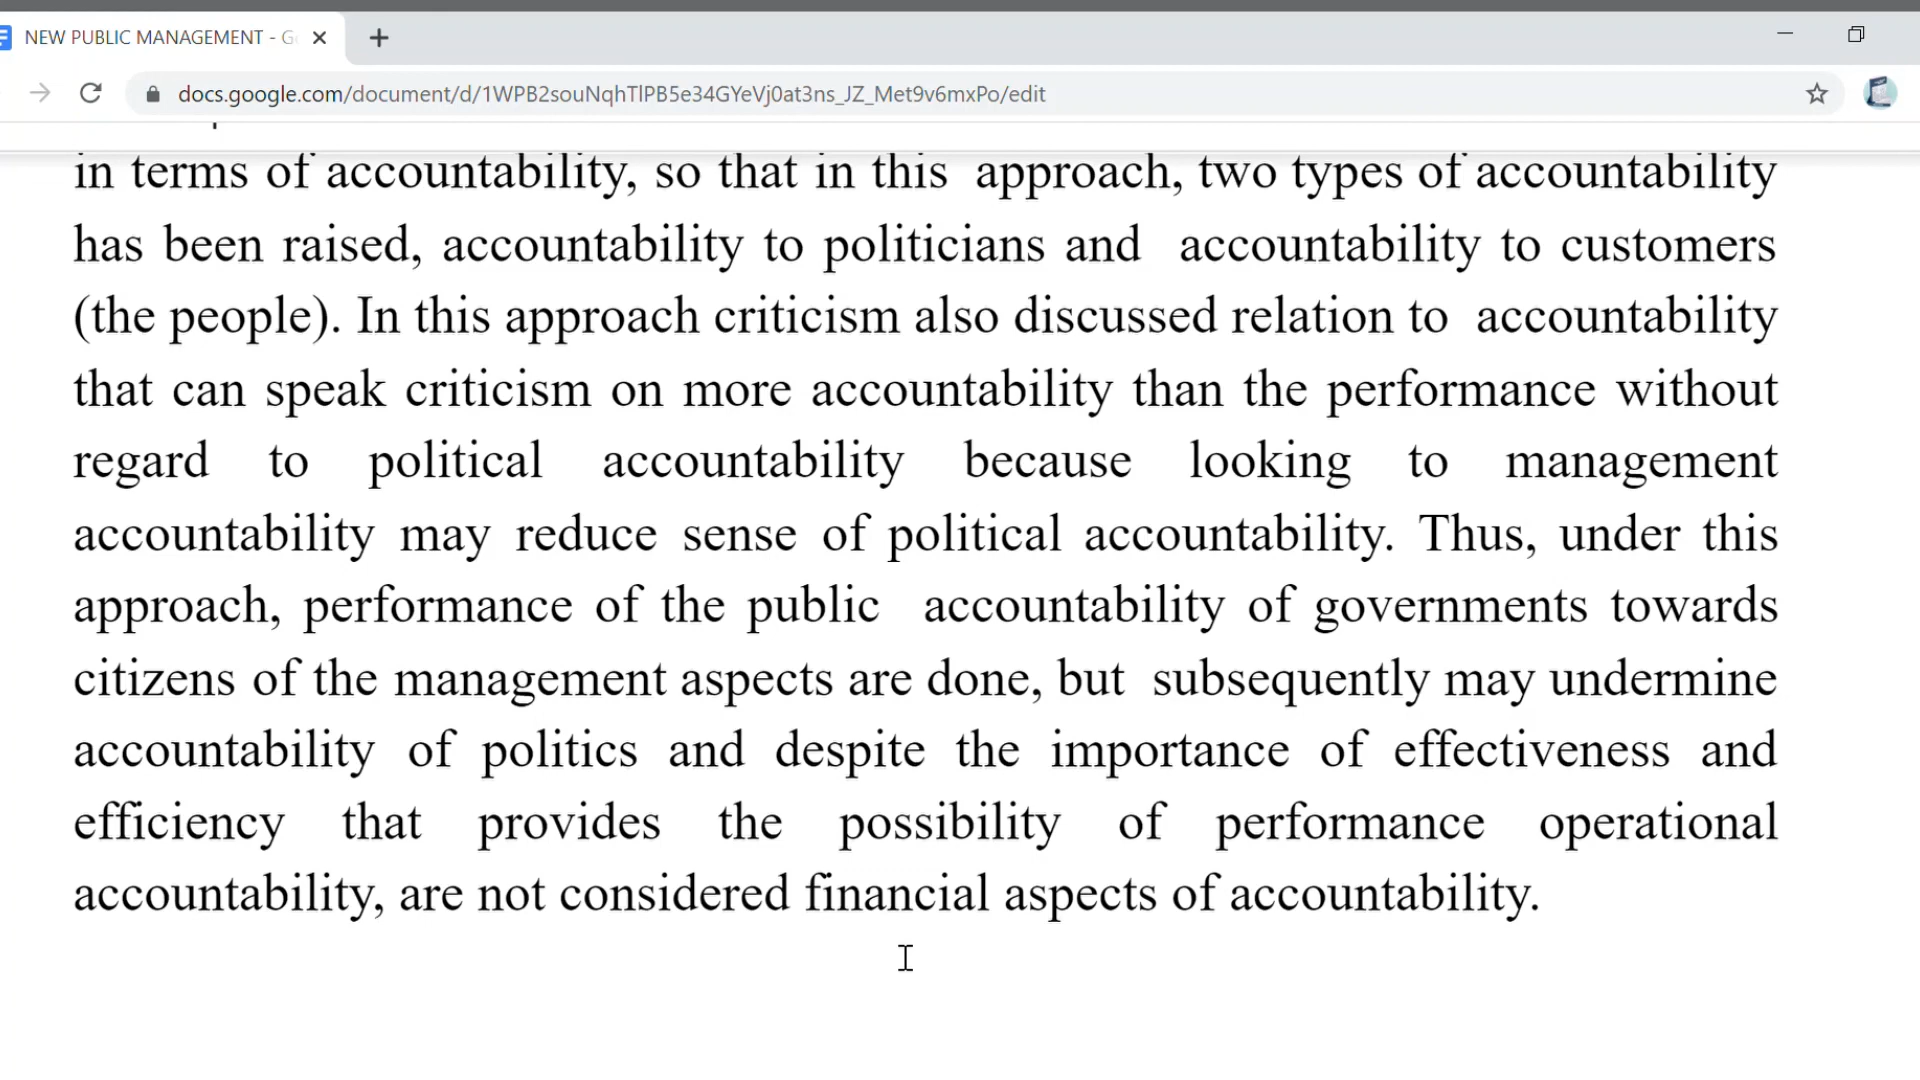 NEW PUBLIC MANAGEMENT - G
docs.google.com/document/d/1WPB2souNqhTlPB5e34GYeVj0at3ns_JZ_Met9v6mxPo/edit
in terms of accountability, so that in this approach, two types of accountability
has been raised, accountability to politicians and accountability to customers
(the people). In this approach criticism also discussed relation to accountability
that can speak criticism on more accountability than the performance without
regard to political accountability because looking to management
accountability may reduce sense of political accountability. Thus, under this
approach, performance of the public accountability of governments towards
citizens of the management aspects are done, but subsequently may undermine
accountability of politics and despite the importance of effectiveness and
efficiency that provides the possibility of performance operational
accountability, are not considered financial aspects of accountability.